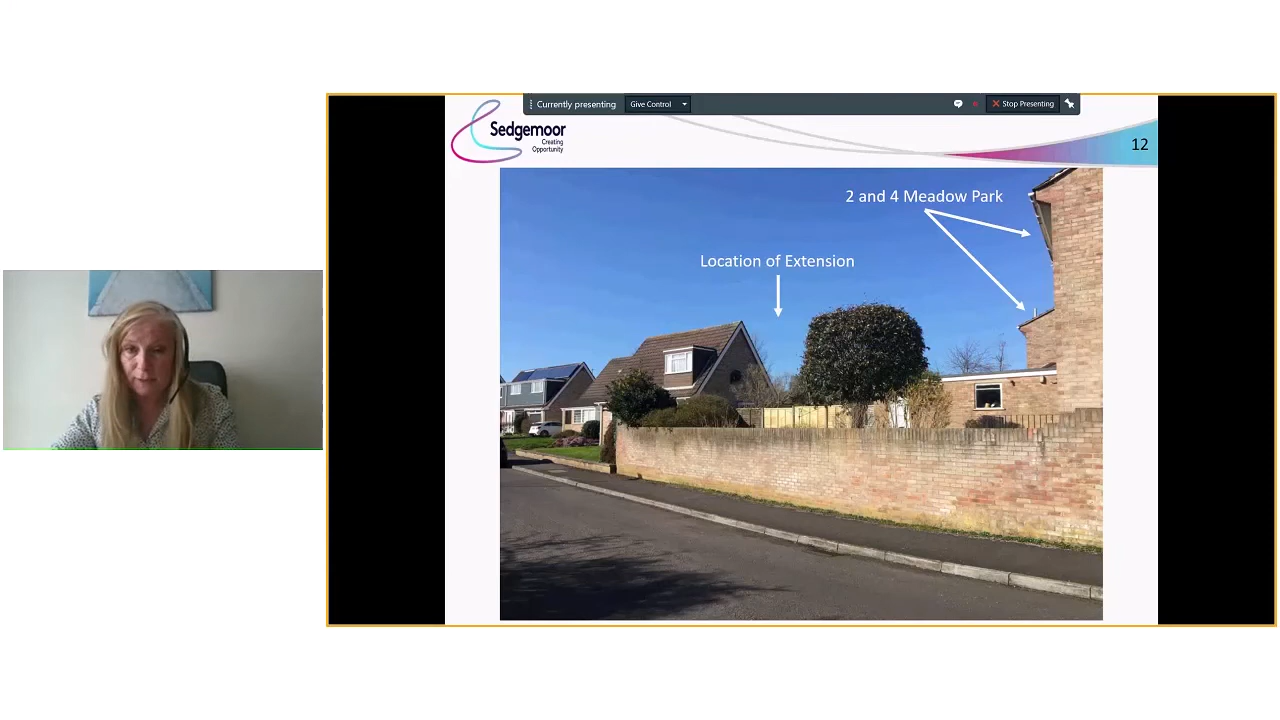 Currently presenting
Give Control
Stop Presenting
Sedgemoor
Creating
Opportunity
12
2 and 4 Meadow Park
Location of Extension